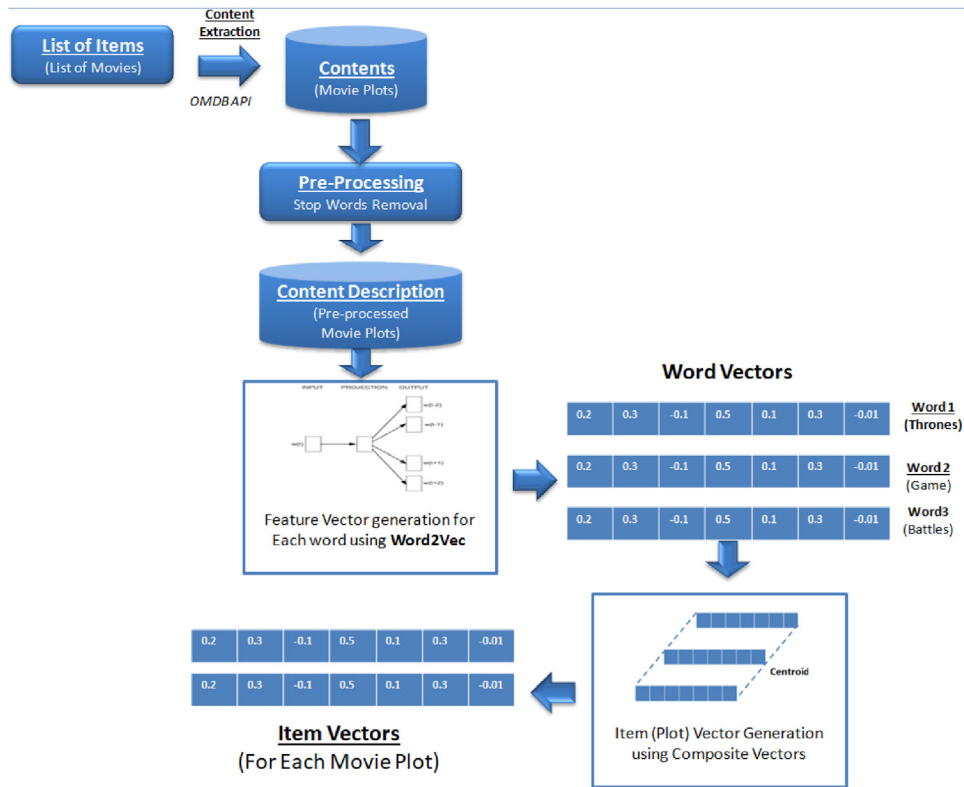 Content
Extraction
List of Items
(List of Movies)
OMDB API
Contents
(Movie Plots)
Pre-Processing
Stop Words Removal
Content Description
(Pre-processed
Movie Plots)
INPUT PROJECTION OUTPUT
w(t)
w(t-2)
w(t-1)
w(t+1)
w(t+2)
Feature Vector generation for
Each word using Word2Vec
Word Vectors
0.2 0.3 -0.1 0.5 0.1 0.3 -0.01
Word 1
(Thrones)
0.2 0.3 -0.1 0.5 0.1 0.3 -0.01
Word 2
(Game)
0.2 0.3 -0.1 0.5 0.1 0.3 -0.01
Word3
(Battles)
Centroid
Item (Plot) Vector Generation
using Composite Vectors
0.2 0.3 -0.1 0.5 0.1 0.3 -0.01
0.2 0.3 -0.1 0.5 0.1 0.3 -0.01
Item Vectors
(For Each Movie Plot)